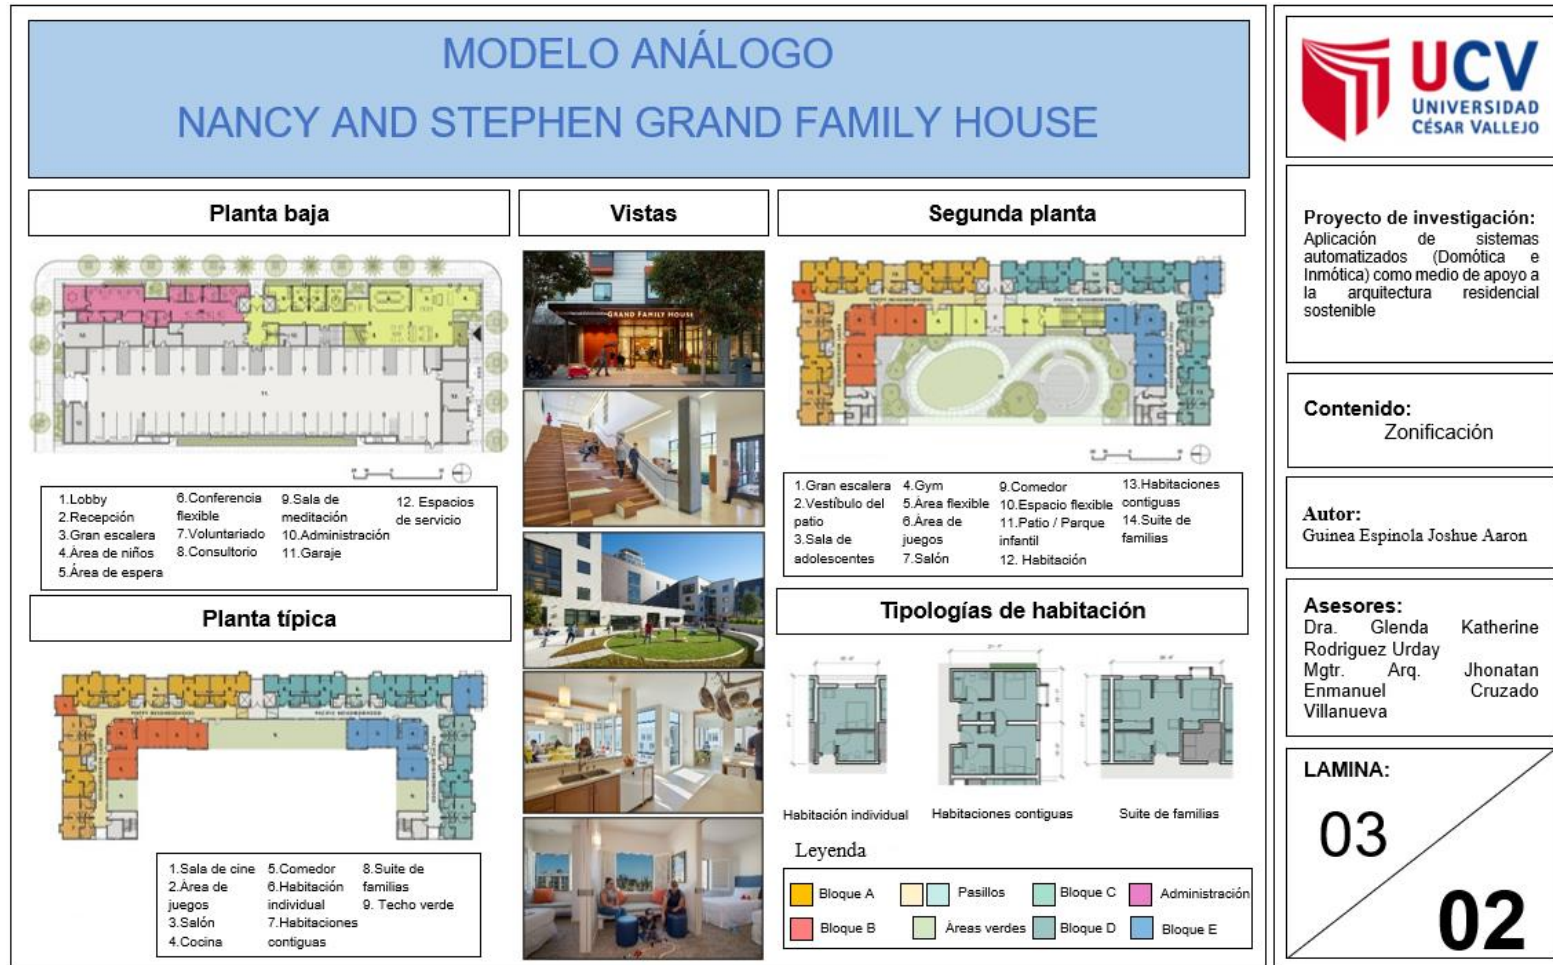 MODELO ANÁLOGO
NANCY AND STEPHEN GRAND FAMILY HOUSE
Planta baja
1.Lobby
2.Recepción
3.Gran escalera
4.Área de niños
5.Área de espera
6.Conferencia
flexible
7.Voluntariado
8.Consultorio
9.Sala de
meditación
10.Administración
11.Garaje
12. Espacios
de servicio
Planta típica
POPPY NEIGHBORHOOD
PACIFIC NEIGHBORHOOD
1.Sala de cine
2.Área de
juegos
3.Salón
4.Cocina
5.Comedor
6.Habitación
individual
7.Habitaciones
contiguas
8.Suite de
familias
9. Techo verde
Vistas
GRAND FAMILY HOUSE
Segunda planta
POPPY NEIGHBORHOOD
PACIFIC NEIGHBORHOOD
1.Gran escalera
2.Vestíbulo del
patio
3.Sala de
adolescentes
4.Gym
5.Área flexible
6.Área de
juegos
7.Salón
9.Comedor
10.Espacio flexible
11.Patio / Parque
infantil
12. Habitación
13.Habitaciones
contiguas
14.Suite de
familias
Tipologías de habitación
Habitación individual
Habitaciones contiguas
Suite de familias
Leyenda
Bloque A
Pasillos
Bloque C
Administración
Bloque B
Áreas verdes
Bloque D
Bloque E
UCV
UNIVERSIDAD
CÉSAR VALLEJO
Proyecto de investigación:
Aplicación de sistemas
automatizados (Domótica e
Inmótica) como medio de apoyo a
la arquitectura residencial
sostenible
Contenido:
Zonificación
Autor:
Guinea Espinola Joshue Aaron
Asesores:
Dra. Glenda Katherine
Rodriguez Urday
Mgtr. Arq. Jhonatan
Enmanuel Cruzado
Villanueva
LAMINA:
03
02